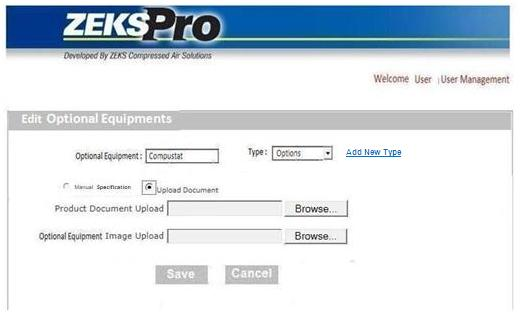 ZEKSPro
Developed By ZEKS Compressed Air Solutions
Welcome User | User Management
Edit Optional Equipments
Optional Equipment : Compustat Type : Options Add New Type
Manual Specification Upload Document
Product Document Upload Browse...
Optional Equipment Image Upload Browse...
Save Cancel